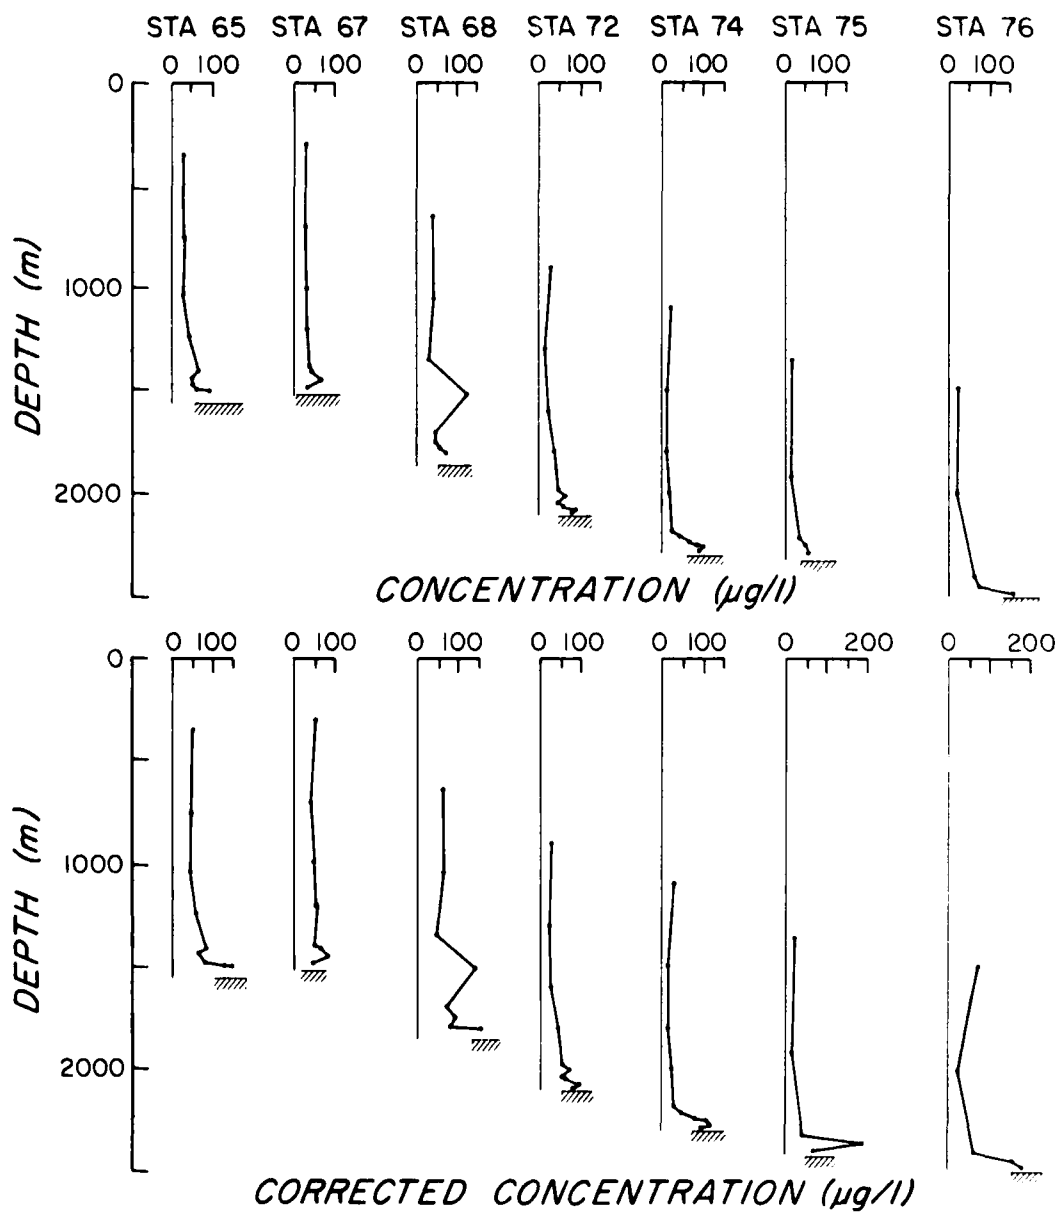 STA 65 STA 67 STA 68 STA 72 STA 74 STA 75 STA 76
0 100 0 100 0 100 0 100 0 100 0 100 0 100
0
1000
2000
DEPTH (m)
CONCENTRATION (µg/l)
0 100 0 100 0 100 0 100 0 100 0 200 0 200
0
1000
2000
DEPTH (m)
CORRECTED CONCENTRATION (µg/l)